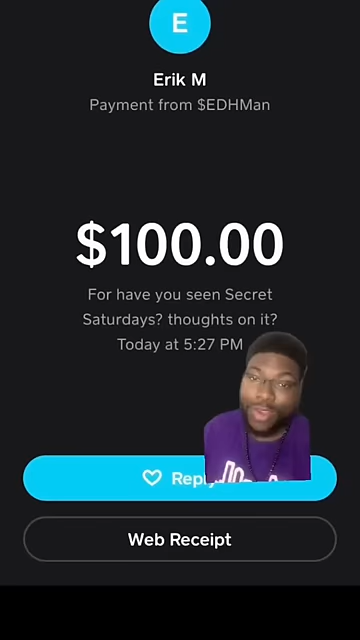 E
Erik M
Payment from $EDHMan
$100.00
For have you seen Secret
Saturdays? thoughts on it?
Today at 5:27 PM
Reply
Web Receipt